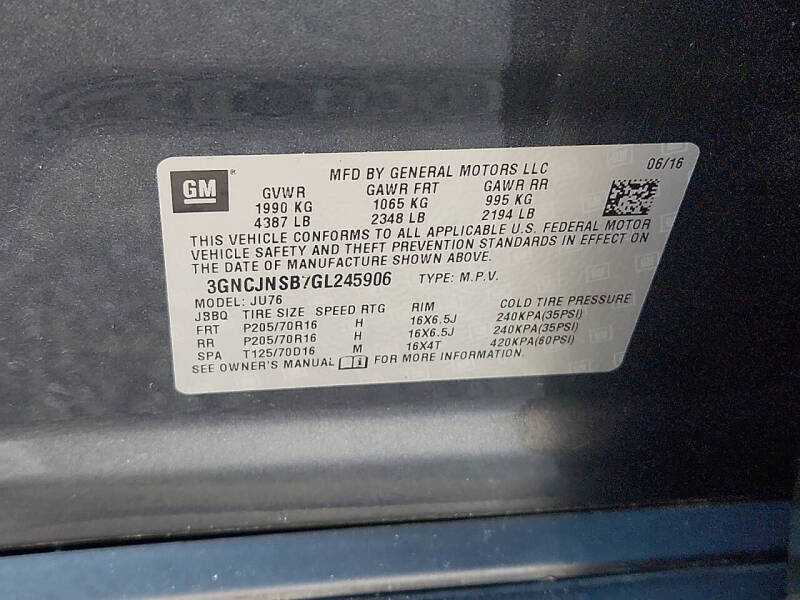 GM
MFD BY GENERAL MOTORS LLC 06/16
GVWR GAWR FRT GAWR RR
1990 KG 1065 KG 995 KG
4387 LB 2348 LB 2194 LB
THIS VEHICLE CONFORMS TO ALL APPLICABLE U.S. FEDERAL MOTOR
VEHICLE SAFETY AND THEFT PREVENTION STANDARDS IN EFFECT ON
THE DATE OF MANUFACTURE SHOWN ABOVE.
3GNCJNSB7GL245906 TYPE: M.P.V.
MODEL: JU76
JBBQ TIRE SIZE SPEED RTG RIM COLD TIRE PRESSURE
FRT P205/70R16 H 16X6.5J 240KPA(35PSI)
RR P205/70R16 H 16X6.5J 240KPA(35PSI)
SPA T125/70D16 M 16X4T 420KPA(60PSI)
SEE OWNER'S MANUAL FOR MORE INFORMATION.